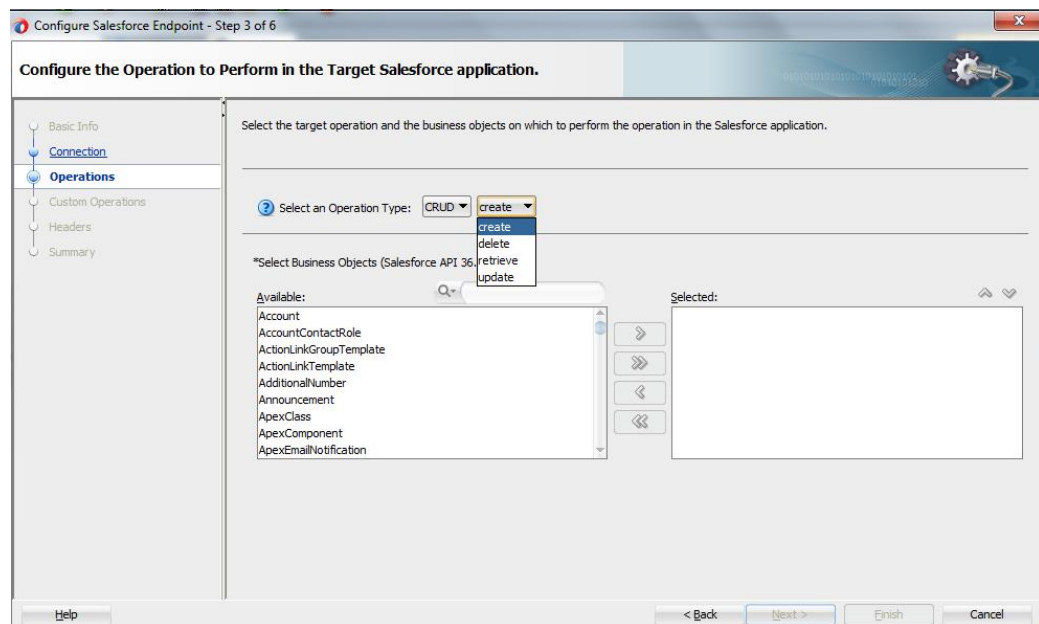 Configure Salesforce Endpoint - Step 3 of 6
Configure the Operation to Perform in the Target Salesforce application.
Basic Info
Connection
Operations
Custom Operations
Headers
Summary
Select the target operation and the business objects on which to perform the operation in the Salesforce application.
Select an Operation Type: CRUD create
create
delete
retrieve
update
*Select Business Objects (Salesforce API 36.
Available:
Selected:
Account
AccountContactRole
ActionLinkGroupTemplate
ActionLinkTemplate
AdditionalNumber
Announcement
ApexClass
ApexComponent
ApexEmailNotification
Help
< Back
Next >
Finish
Cancel